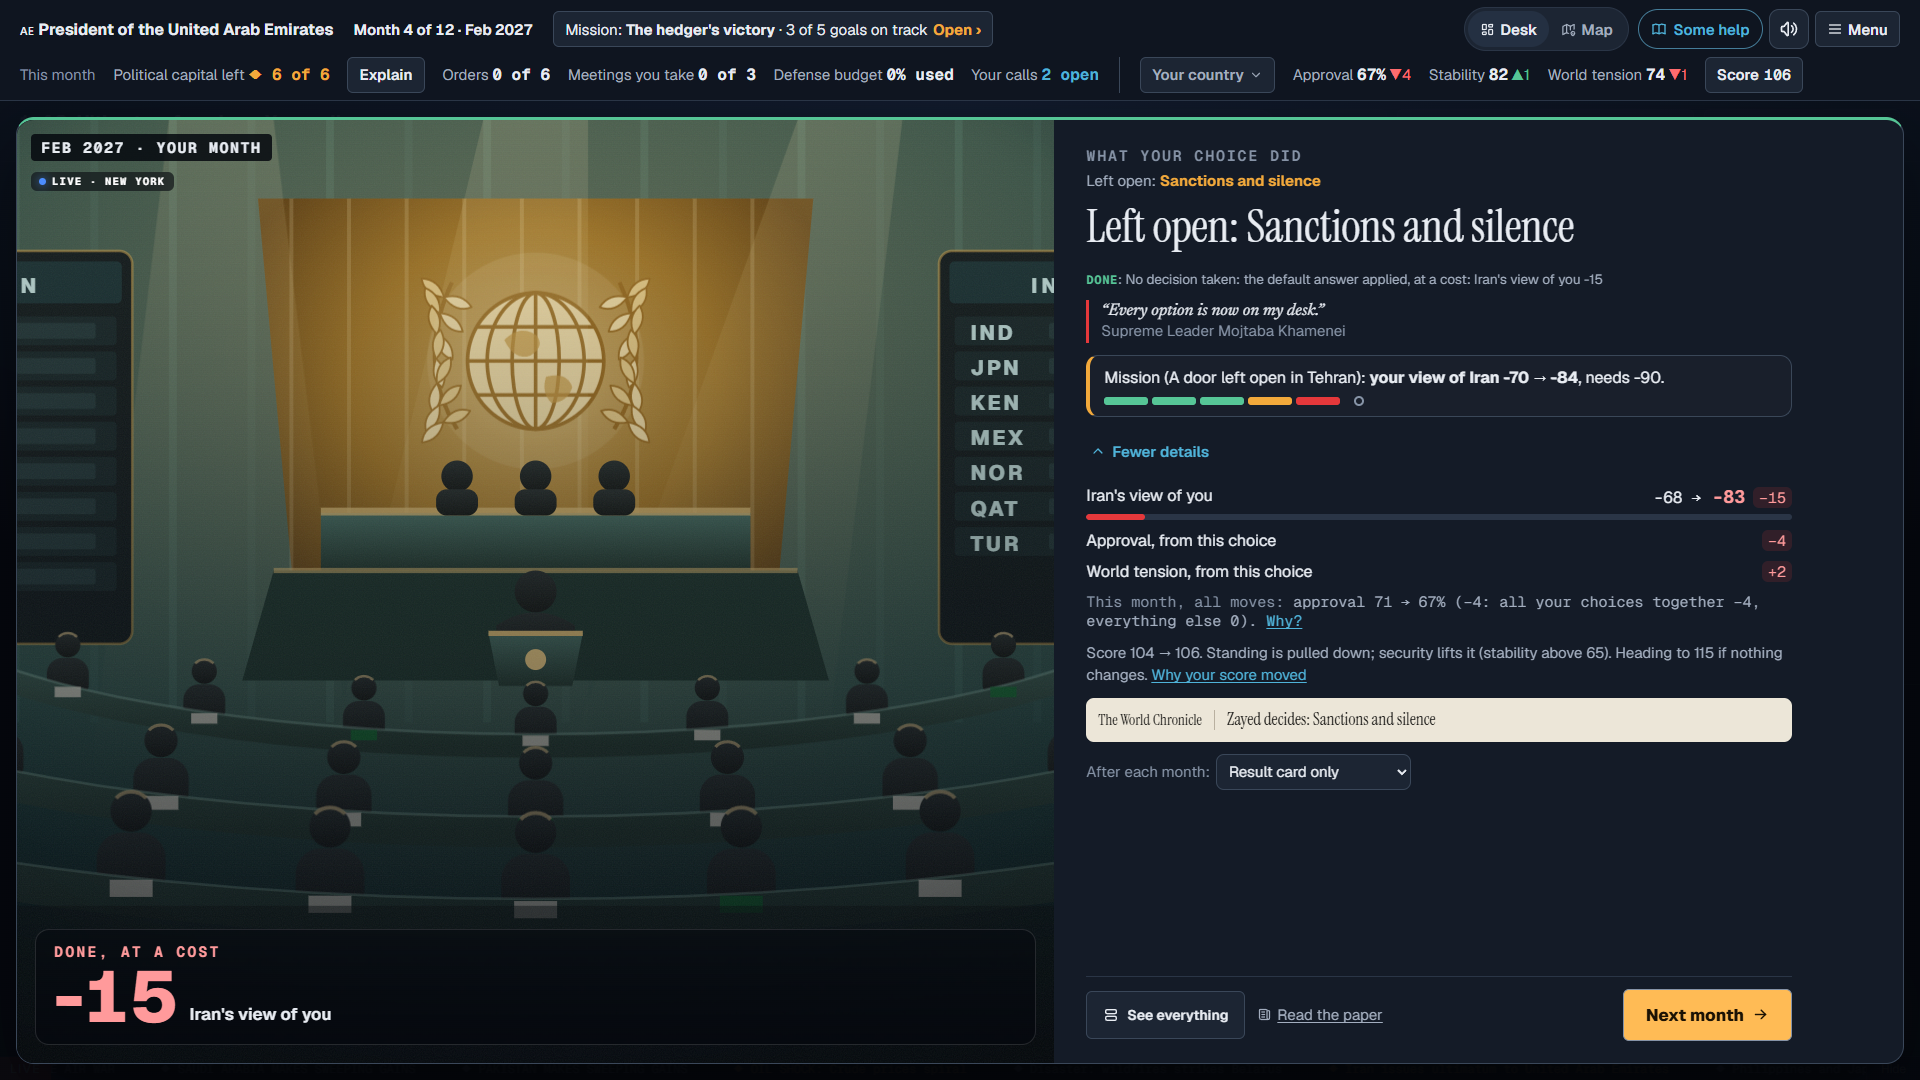 AE President of the United Arab Emirates
Month 4 of 12 · Feb 2027
Mission: The hedger's victory · 3 of 5 goals on track Open ›
Desk
Map
Some help
Menu
This month
Political capital left 6 of 6
Explain
Orders 0 of 6
Meetings you take 0 of 3
Defense budget 0% used
Your calls 2 open
Your country
Approval 67% ▼4
Stability 82 ▲1
World tension 74 ▼1
Score 106
FEB 2027 · YOUR MONTH
LIVE · NEW YORK
N
IN
IND
JPN
KEN
MEX
NOR
QAT
TUR
DONE, AT A COST
-15 Iran's view of you
WHAT YOUR CHOICE DID
Left open: Sanctions and silence
Left open: Sanctions and silence
DONE: No decision taken: the default answer applied, at a cost: Iran's view of you -15
“Every option is now on my desk.”
Supreme Leader Mojtaba Khamenei
Mission (A door left open in Tehran): your view of Iran -70 → -84, needs -90.
Fewer details
Iran's view of you -68 → -83 -15
Approval, from this choice -4
World tension, from this choice +2
This month, all moves: approval 71 → 67% (-4: all your choices together -4,
everything else 0). Why?
Score 104 → 106. Standing is pulled down; security lifts it (stability above 65). Heading to 115 if nothing
changes. Why your score moved
The World Chronicle | Zayed decides: Sanctions and silence
After each month: Result card only
See everything
Read the paper
Next month →